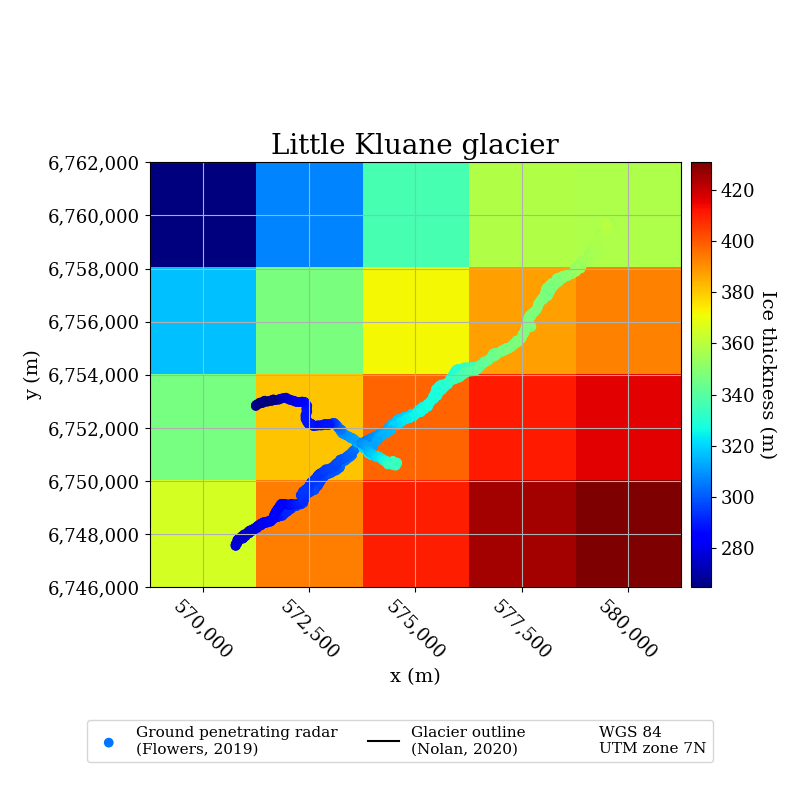 Little Kluane glacier
6,762,000
6,760,000
6,758,000
6,756,000
6,754,000
6,752,000
6,750,000
6,748,000
6,746,000
y (m)
570,000
572,500
575,000
577,500
580,000
x (m)
420
400
380
360
340
320
300
280
Ice thickness (m)
Ground penetrating radar
(Flowers, 2019)
Glacier outline
(Nolan, 2020)
WGS 84
UTM zone 7N